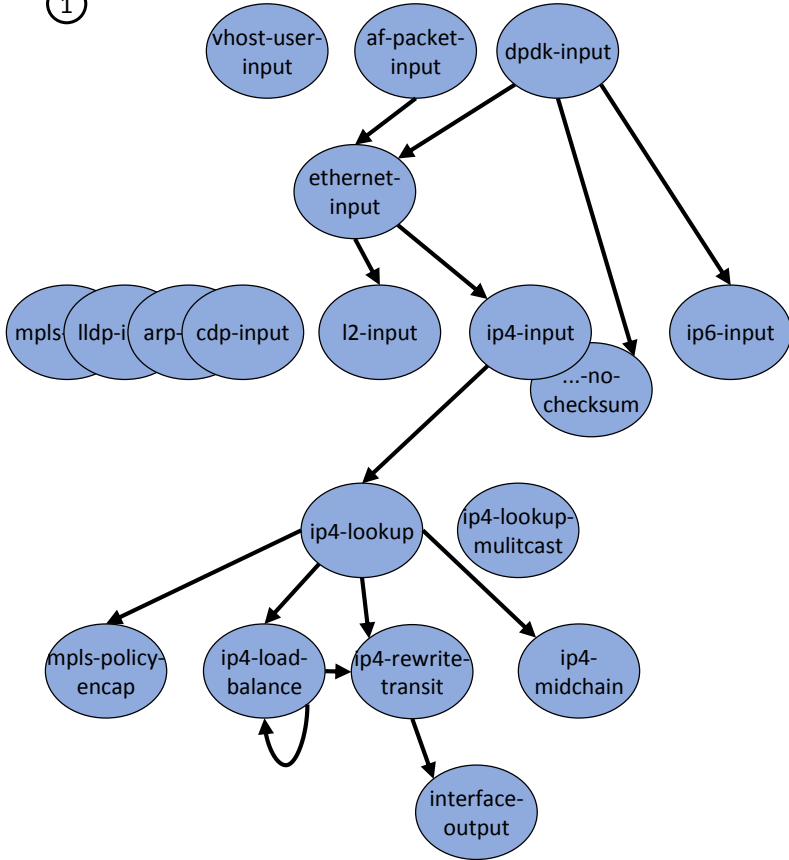 1
vhost-user-
input
af-packet-
input
dpdk-input
ethernet-
input
mpls-
lldp-i
arp-
cdp-input
l2-input
ip4-input
...-no-
checksum
ip6-input
ip4-lookup
ip4-lookup-
mulitcast
mpls-policy-
encap
ip4-load-
balance
ip4-rewrite-
transit
ip4-
midchain
interface-
output